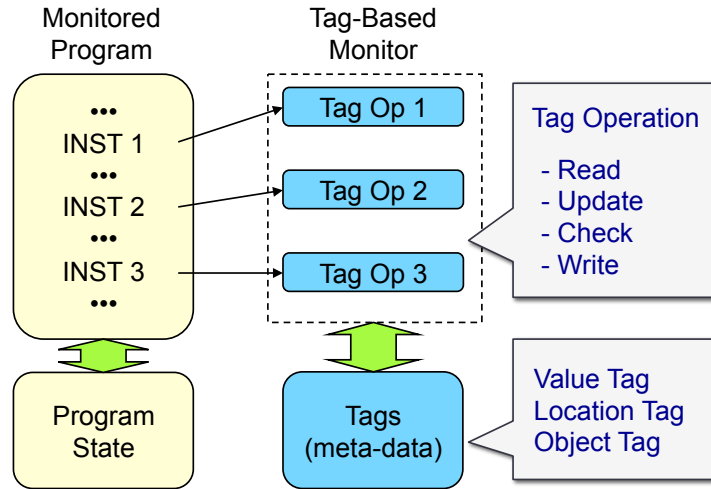 Monitored
Program
Tag-Based
Monitor
•••
INST 1
•••
INST 2
•••
INST 3
•••
Tag Op 1
Tag Op 2
Tag Op 3
Tag Operation
- Read
- Update
- Check
- Write
Program
State
Tags
(meta-data)
Value Tag
Location Tag
Object Tag